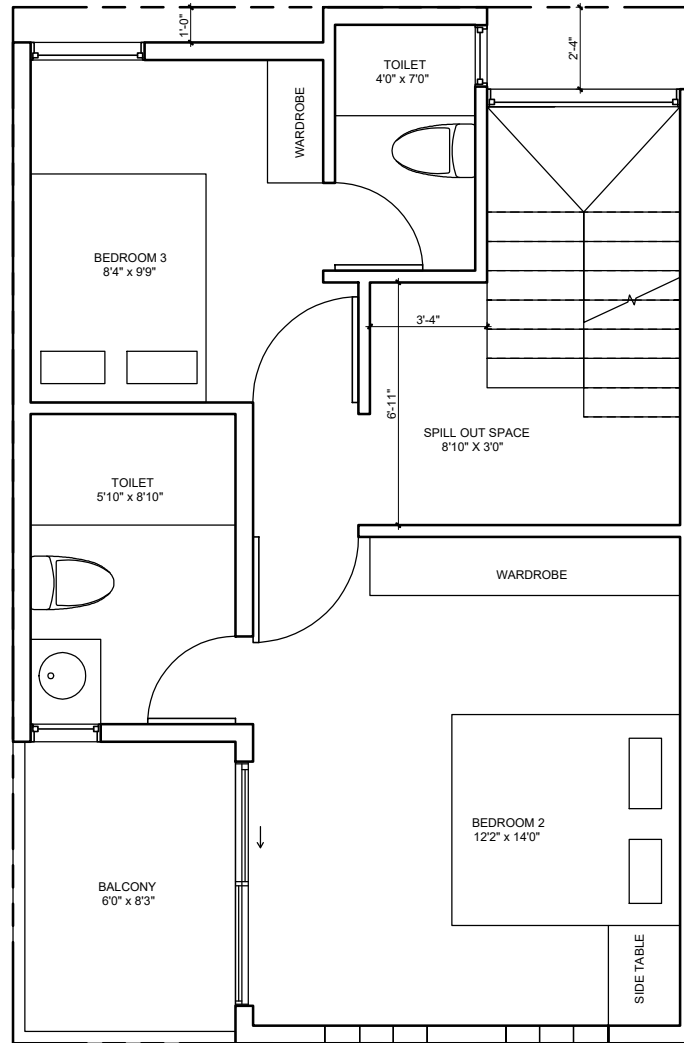 1'-0"
2'-4"
TOILET
4'0" x 7'0"
WARDROBE
BEDROOM 3
8'4" x 9'9"
3'-4"
6'-11"
SPILL OUT SPACE
8'10" X 3'0"
TOILET
5'10" x 8'10"
WARDROBE
BEDROOM 2
12'2" x 14'0"
BALCONY
6'0" x 8'3"
SIDE TABLE